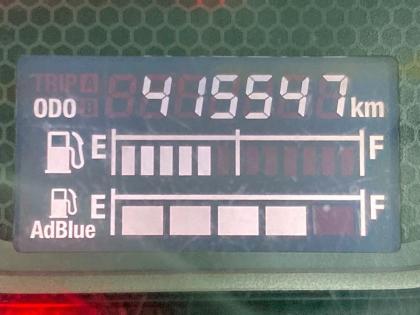 TRIP A
ODO B 415547 km
E F
E F
AdBlue